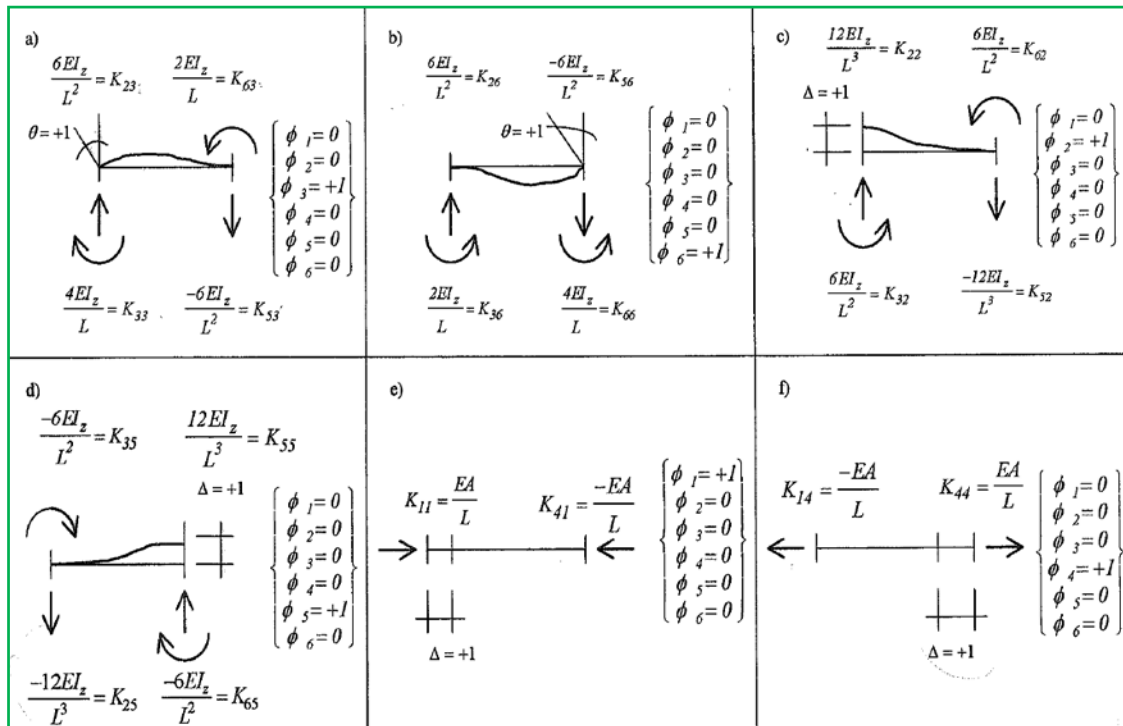 a)
6EI_z / L^2 = K_23
2EI_z / L = K_63
θ = +1
ϕ_1 = 0
ϕ_2 = 0
ϕ_3 = +1
ϕ_4 = 0
ϕ_5 = 0
ϕ_6 = 0
4EI_z / L = K_33
-6EI_z / L^2 = K_53
b)
6EI_z / L^2 = K_26
-6EI_z / L^2 = K_56
θ = +1
ϕ_1 = 0
ϕ_2 = 0
ϕ_3 = 0
ϕ_4 = 0
ϕ_5 = 0
ϕ_6 = +1
2EI_z / L = K_36
4EI_z / L = K_66
c)
12EI_z / L^3 = K_22
6EI_z / L^2 = K_62
Δ = +1
ϕ_1 = 0
ϕ_2 = +1
ϕ_3 = 0
ϕ_4 = 0
ϕ_5 = 0
ϕ_6 = 0
6EI_z / L^2 = K_32
-12EI_z / L^3 = K_52
d)
-6EI_z / L^2 = K_35
12EI_z / L^3 = K_55
Δ = +1
ϕ_1 = 0
ϕ_2 = 0
ϕ_3 = 0
ϕ_4 = 0
ϕ_5 = +1
ϕ_6 = 0
-12EI_z / L^3 = K_25
-6EI_z / L^2 = K_65
e)
K_11 = EA / L
K_41 = -EA / L
ϕ_1 = +1
ϕ_2 = 0
ϕ_3 = 0
ϕ_4 = 0
ϕ_5 = 0
ϕ_6 = 0
Δ = +1
f)
K_14 = -EA / L
K_44 = EA / L
ϕ_1 = 0
ϕ_2 = 0
ϕ_3 = 0
ϕ_4 = +1
ϕ_5 = 0
ϕ_6 = 0
Δ = +1